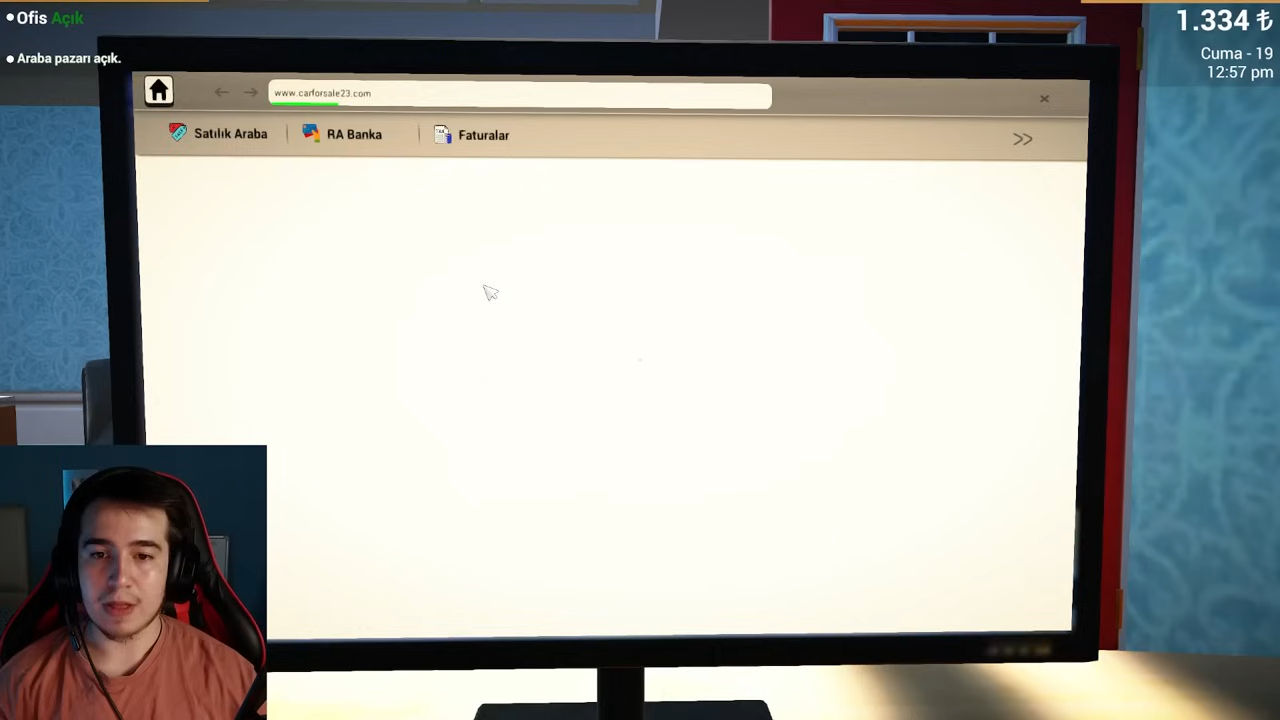 Ofis Açık
Araba pazarı açık.
1.334 ₺
Cuma - 19
12:57 pm
www.carforsale23.com
Satılık Araba
RA Banka
Faturalar